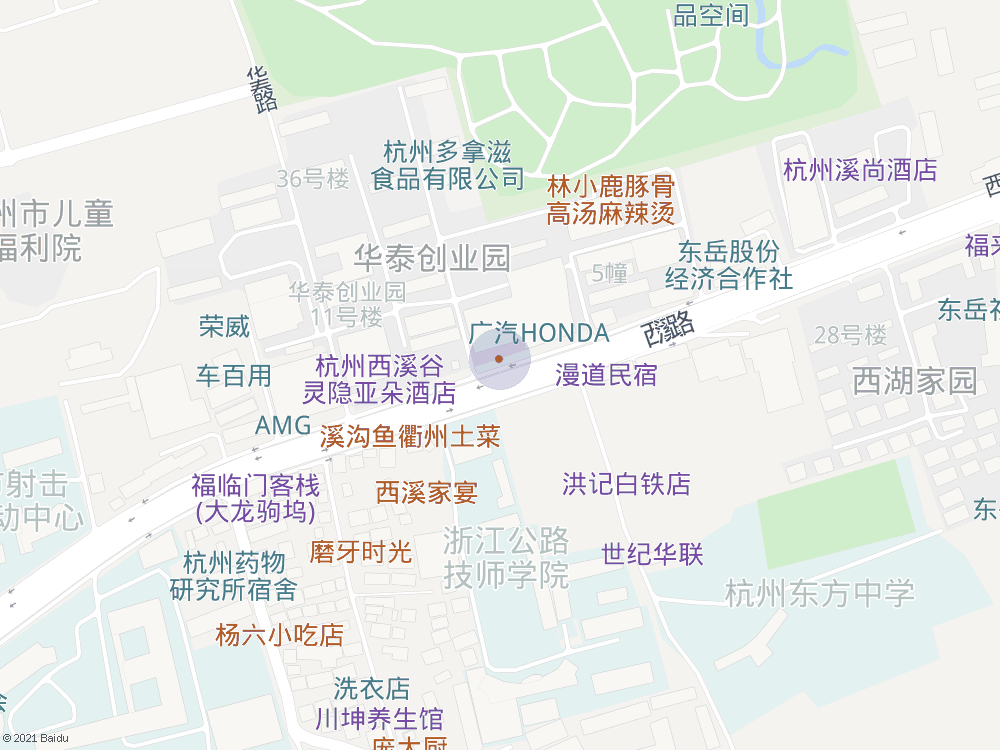 品空间
华泰路
杭州多拿滋
食品有限公司
36号楼
杭州溪尚酒店
西
林小鹿豚骨
高汤麻辣烫
州市儿童
福利院
华泰创业园
东岳股份
经济合作社
福来
5幢
华泰创业园
11号楼
东岳社
荣威
广汽HONDA
西溪路
28号楼
杭州西溪谷
灵隐亚朵酒店
车百用
漫道民宿
西湖家园
AMG
溪沟鱼衢州土菜
福临门客栈
(大龙驹坞)
西溪家宴
洪记白铁店
射击
动中心
东岳
浙江公路
技师学院
磨牙时光
世纪华联
杭州药物
研究所宿舍
杭州东方中学
杨六小吃店
洗衣店
川坤养生馆
庞大厨
© 2021 Baidu